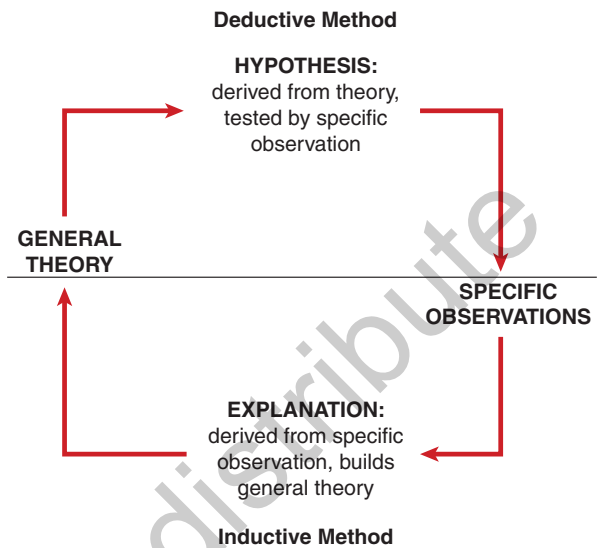 Deductive Method
HYPOTHESIS:
derived from theory,
tested by specific
observation
GENERAL
THEORY
SPECIFIC
OBSERVATIONS
EXPLANATION:
derived from specific
observation, builds
general theory
Inductive Method
distribute